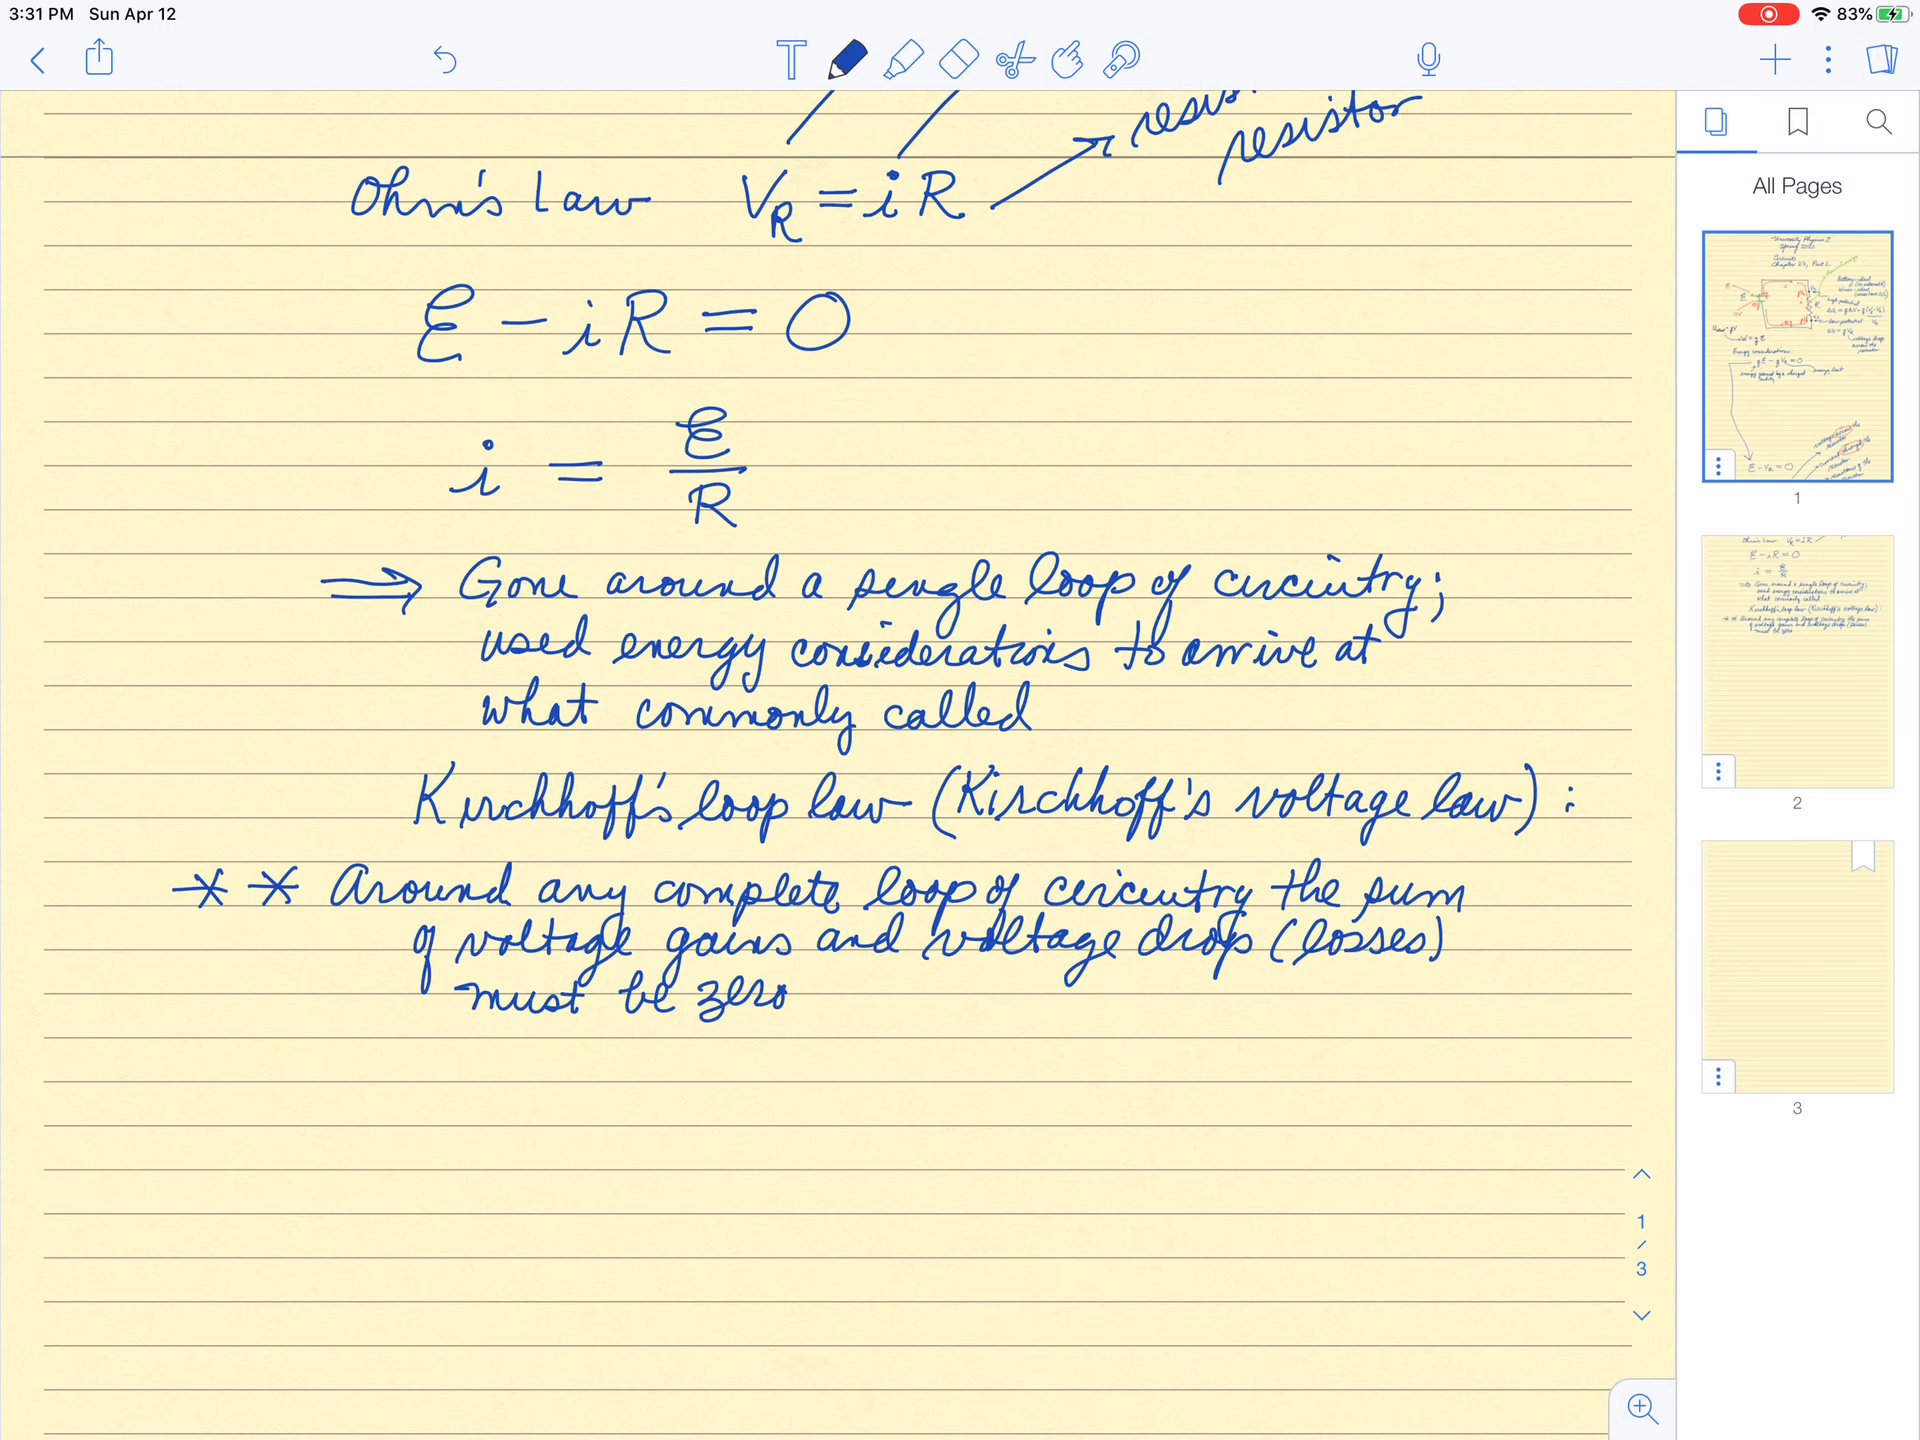 3:31 PM Sun Apr 12
83%
resis
resistor
Ohm's Law V_R = i R
ℰ - i R = 0
i = ℰ/R
⇒ Gone around a single loop of circuitry;
used energy considerations to arrive at
what commonly called
Kirchhoff's loop law (Kirchhoff's voltage law) :
** Around any complete loop of circuitry the sum
of voltage gains and voltage drops (losses)
must be zero
1
/
3
All Pages
1
2
3